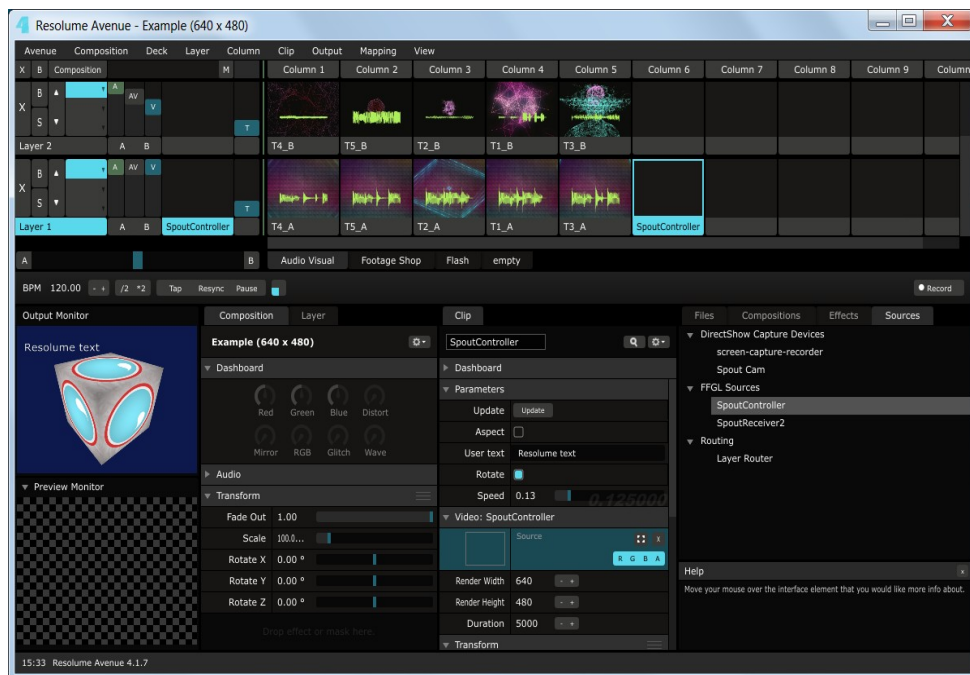 Resolume Avenue - Example (640 x 480)
Avenue Composition Deck Layer Column Clip Output Mapping View
X B Composition M Column 1 Column 2 Column 3 Column 4 Column 5 Column 6 Column 7 Column 8 Column 9 Column
B A AV V
X
S T
Layer 2 A B T4_B T5_B T2_B T1_B T3_B
B A AV V
X
S T
Layer 1 A B SpoutController T4_A T5_A T2_A T1_A T3_A SpoutController
A B Audio Visual Footage Shop Flash empty
BPM 120.00 - + /2 *2 Tap Resync Pause Record
Output Monitor Composition Layer Clip Files Compositions Effects Sources
Resolume text
Example (640 x 480) SpoutController
Dashboard
Red Green Blue Distort
Mirror RGB Glitch Wave
Audio
Transform
Fade Out 1.00
Scale 100.0...
Rotate X 0.00 °
Rotate Y 0.00 °
Rotate Z 0.00 °
Drop effect or mask here.
Dashboard
Parameters
Update Update
Aspect
User text Resolume text
Rotate
Speed 0.13 0.125000
Video: SpoutController
Source x
R G B A
Render Width 640 - +
Render Height 480 - +
Duration 5000 - +
Transform
DirectShow Capture Devices
screen-capture-recorder
Spout Cam
FFGL Sources
SpoutController
SpoutReceiver2
Routing
Layer Router
Help x
Move your mouse over the interface element that you would like more info about.
Preview Monitor
15:33 Resolume Avenue 4.1.7